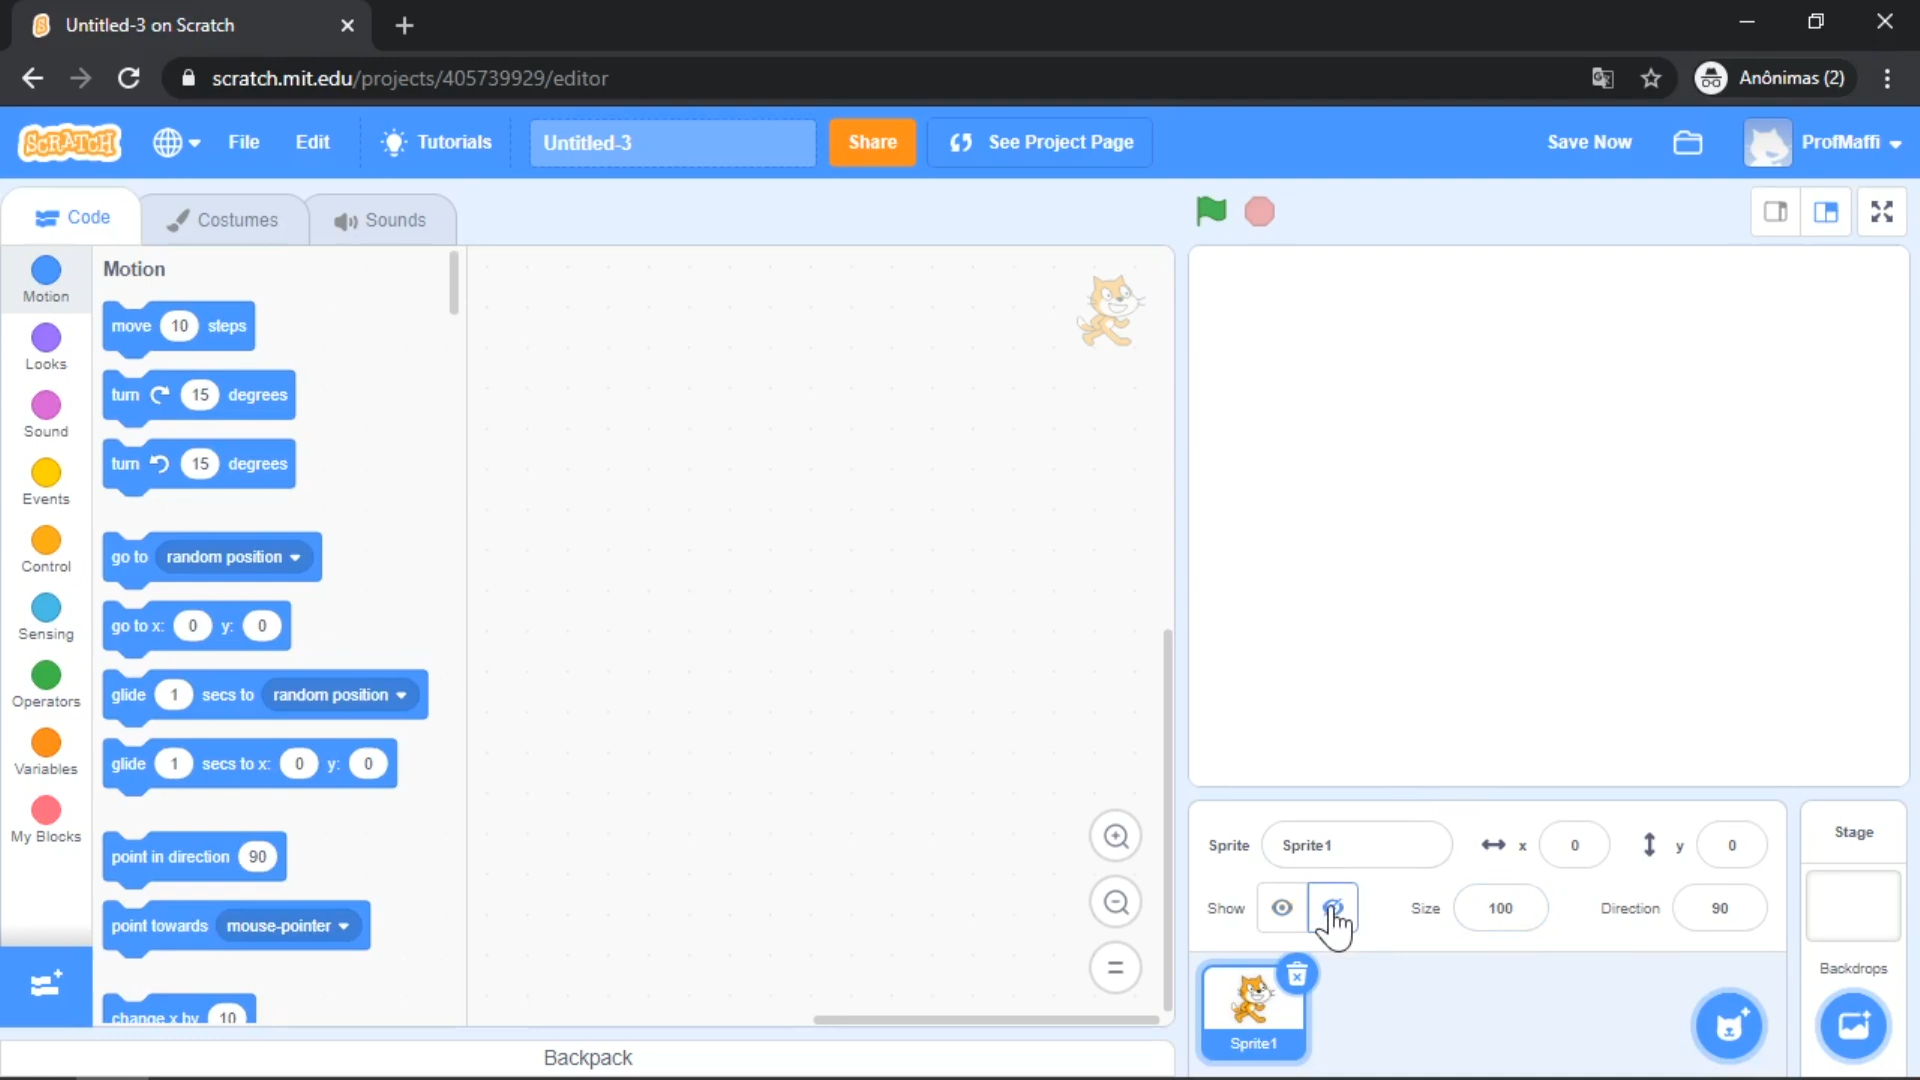 Untitled-3 on Scratch
scratch.mit.edu/projects/405739929/editor
Anônimas (2)
SCRATCH
File
Edit
Tutorials
Untitled-3
Share
See Project Page
Save Now
ProfMaffi
Code
Costumes
Sounds
Motion
Looks
Sound
Events
Control
Sensing
Operators
Variables
My Blocks
Motion
move 10 steps
turn 15 degrees
turn 15 degrees
go to random position
go to x: 0 y: 0
glide 1 secs to random position
glide 1 secs to x: 0 y: 0
point in direction 90
point towards mouse-pointer
change x by 10
Backpack
Sprite Sprite1 x 0 y 0
Show Size 100 Direction 90
Sprite1
Stage
Backdrops